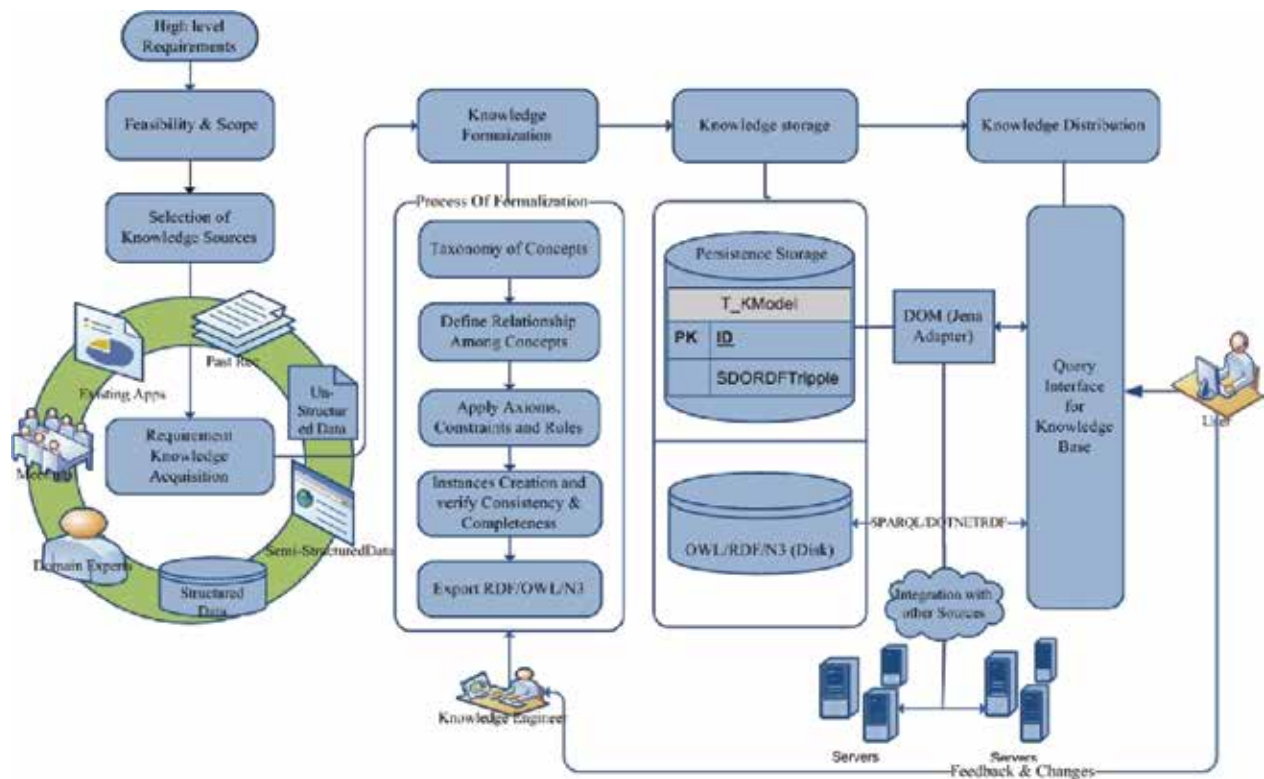 High level
Requirements
Feasibility & Scope
Selection of
Knowledge Sources
Existing Apps
Past Rec
Un-
Structur
ed Data
Requirement
Knowledge
Acquisition
Semi-StructuredData
Domain Experts
Structured
Data
Knowledge
Formaization
Process Of Formalization
Taxonomy of Concepts
Define Relationship
Among Concepts
Apply Axioms,
Constraints and Rules
Instances Creation and
verify Consistency &
Completeness
Export RDF/OWL/N3
Knowledge Engineer
Knowledge storage
Persistence Storage
T_KModel
PK ID
SDORDFTripple
OWL/RDF/N3 (Disk)
DOM (Jena
Adapter)
SPARQL/DOTNETRDF
Integration with
other Sources
Servers
Servers
Knowledge Distribution
Query
Interface
for
Knowledge
Base
User
Feedback & Changes